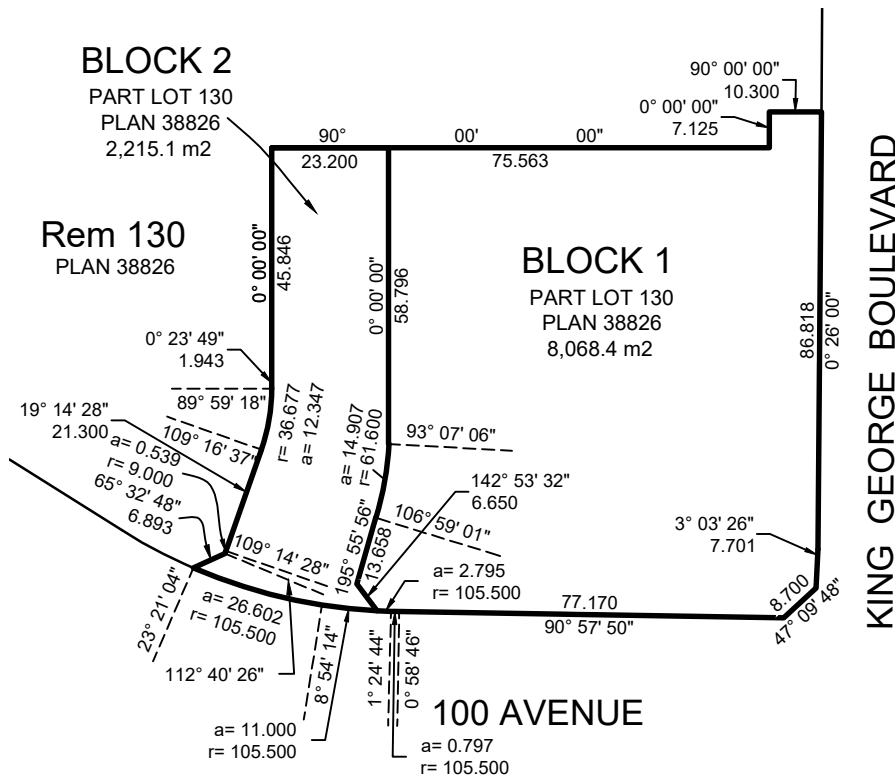 BLOCK 2
PART LOT 130
PLAN 38826
2,215.1 m2
90° 00' 00"
10.300
0° 00' 00"
7.125
90° 00' 00"
23.200
75.563
Rem 130
PLAN 38826
0° 00' 00"
45.846
0° 00' 00"
58.796
BLOCK 1
PART LOT 130
PLAN 38826
8,068.4 m2
86.818
0° 26' 00"
KING GEORGE BOULEVARD
0° 23' 49"
1.943
89° 59' 18"
19° 14' 28"
21.300
109° 16' 37"
r= 36.677
a= 12.347
a= 14.907
r= 61.600
93° 07' 06"
a= 0.539
r= 9.000
65° 32' 48"
6.893
142° 53' 32"
6.650
106° 59' 01"
3° 03' 26"
7.701
109° 14' 28"
195° 55' 56"
13.658
a= 2.795
r= 105.500
77.170
90° 57' 50"
8.700
47° 09' 48"
23° 21' 04"
a= 26.602
r= 105.500
112° 40' 26"
8° 54' 14"
1° 24' 44"
0° 58' 46"
100 AVENUE
a= 11.000
r= 105.500
a= 0.797
r= 105.500